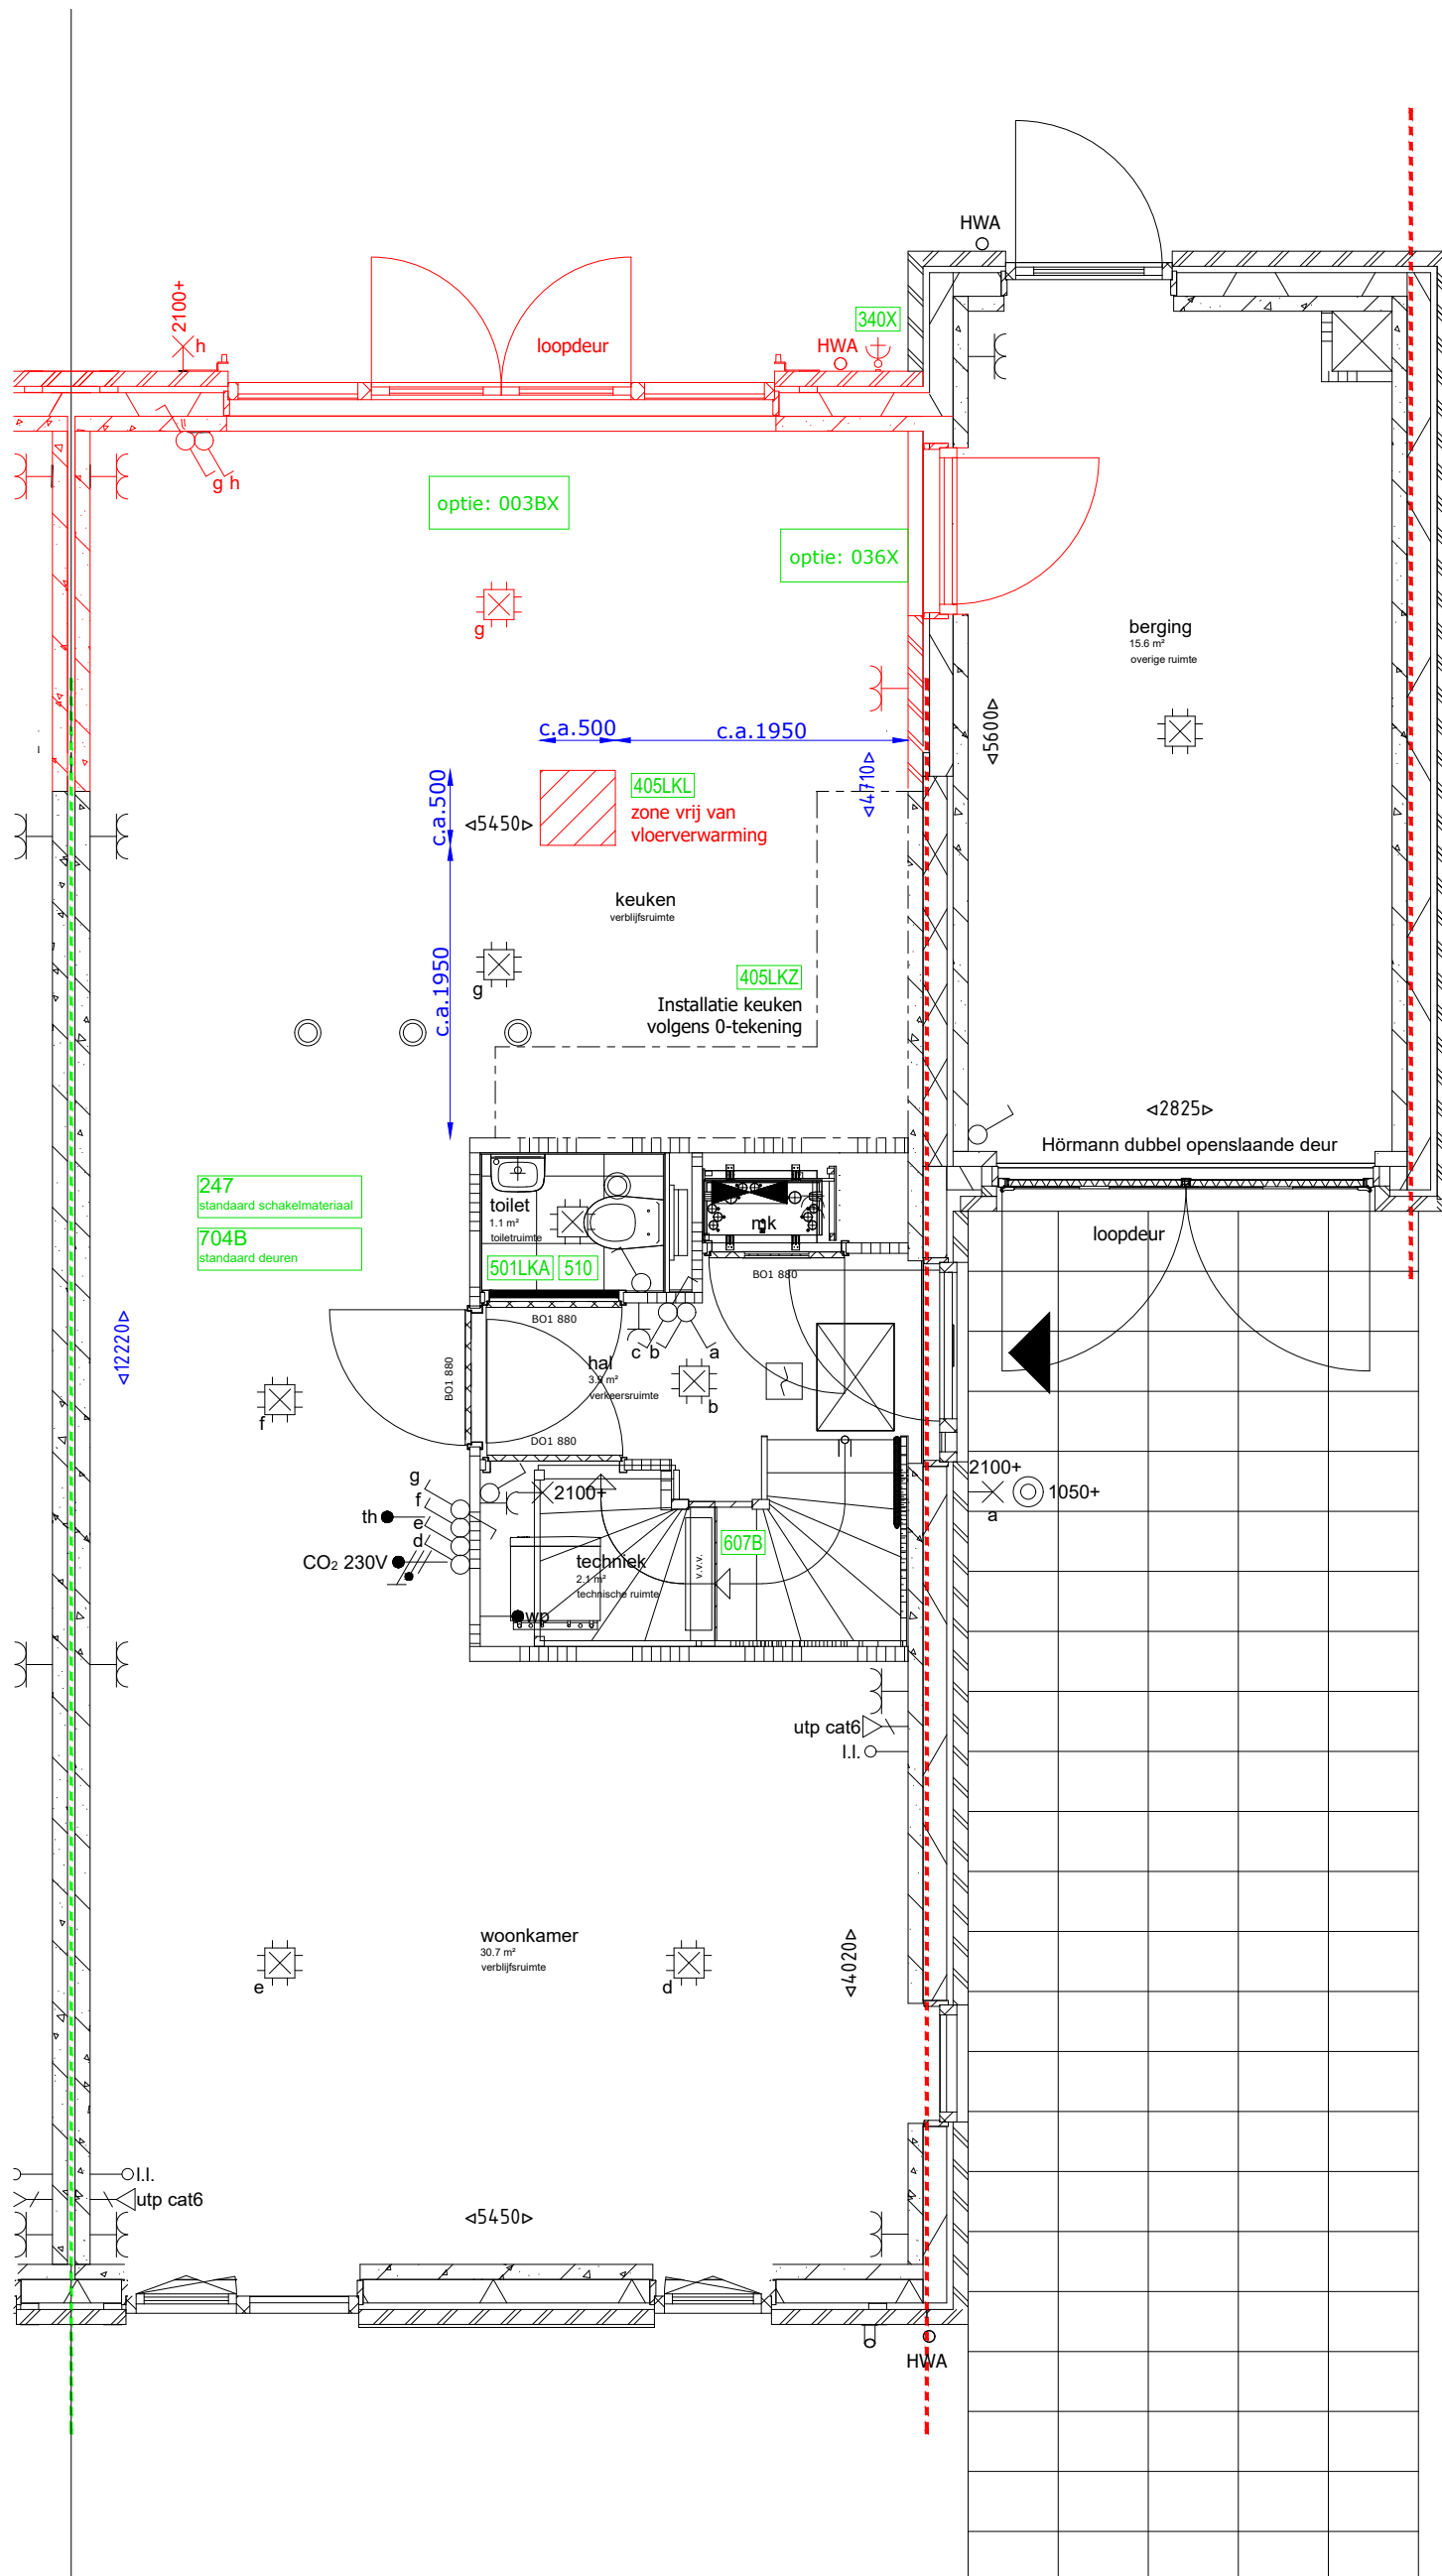 HWA
2100+
h
loopdeur
HWA
340X
g h
optie: 003BX
optie: 036X
g
berging
15.6 m²
overige ruimte
c.a.500
c.a.1950
5600
4710
c.a.500
5450
405LKL
zone vrij van
vloerverwarming
keuken
verblijfsruimte
c.a.1950
g
405LKZ
Installatie keuken
volgens 0-tekening
2825
Hörmann dubbel openslaande deur
247
standaard schakelmateriaal
704B
standaard deuren
toilet
1.1 m²
toiletruimte
mk
loopdeur
501LKA
510
BO1 880
BO1 880
12220
c b a
BO1 880
hal
3.9 m²
verkeersruimte
b
f
DO1 880
g
f
e
d
th
2100+
2100+
1050+
a
CO₂ 230V
607B
techniek
2.1 m²
technische ruimte
v.v.v.
wp
utp cat6
l.l.
woonkamer
30.7 m²
verblijfsruimte
4020
e
d
l.l.
utp cat6
5450
HWA